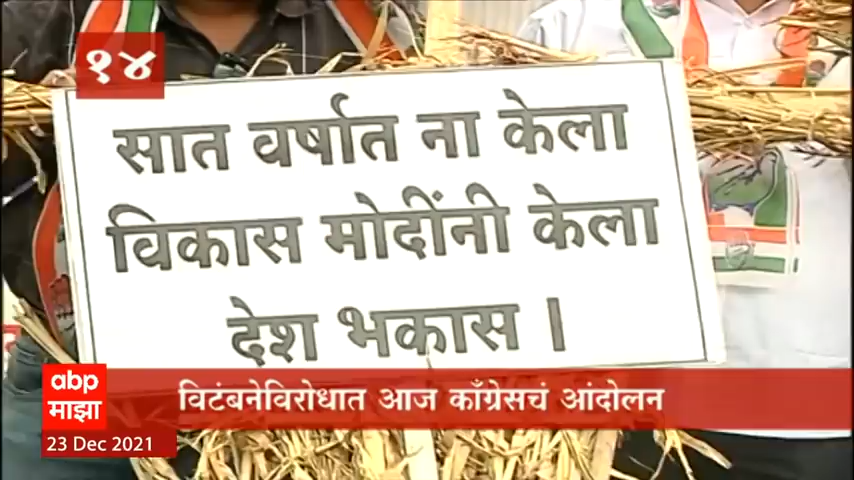 १४
सात वर्षात ना केला
विकास मोदींनी केला
देश भकास ।
abp
माझा
विटंबनेविरोधात आज काँग्रेसचं आंदोलन
23 Dec 2021